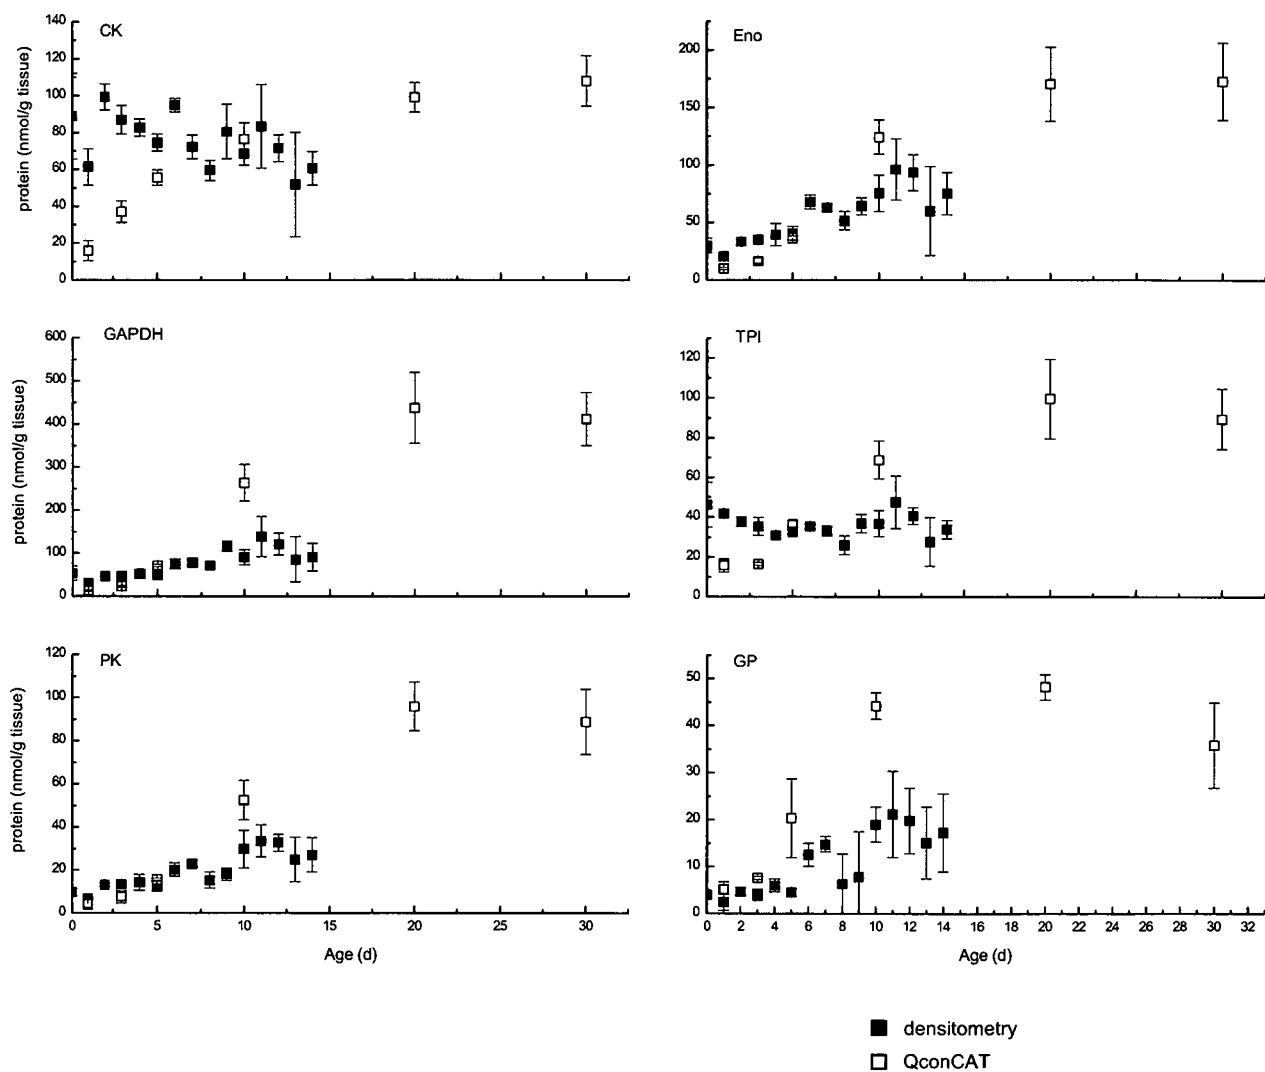 CK
140
120
100
80
60
40
20
0
protein (nmol/g tissue)
Eno
200
150
100
50
0
GAPDH
600
500
400
300
200
100
0
protein (nmol/g tissue)
TPI
120
100
80
60
40
20
0
PK
120
100
80
60
40
20
0
protein (nmol/g tissue)
0 5 10 15 20 25 30
Age (d)
GP
50
40
30
20
10
0
0 2 4 6 8 10 12 14 16 18 20 22 24 26 28 30 32
Age (d)
densitometry
QconCAT